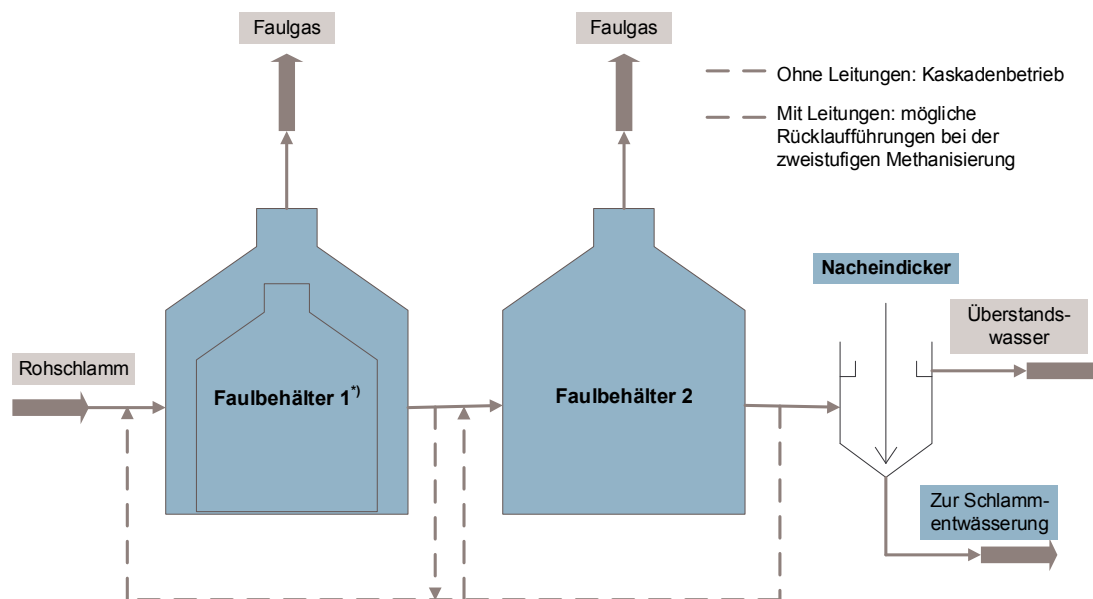 Faulgas
Faulgas
Ohne Leitungen: Kaskadenbetrieb
Mit Leitungen: mögliche
Rücklaufführungen bei der
zweistufigen Methanisierung
Nacheindicker
Überstands-
wasser
Rohschlamm
Faulbehälter 1*)
Faulbehälter 2
Zur Schlamm-
entwässerung